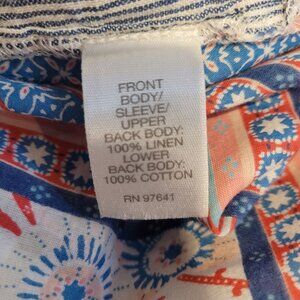 FRONT
BODY/
SLEEVE/
UPPER
BACK BODY:
100% LINEN
LOWER
BACK BODY:
100% COTTON
RN 97641